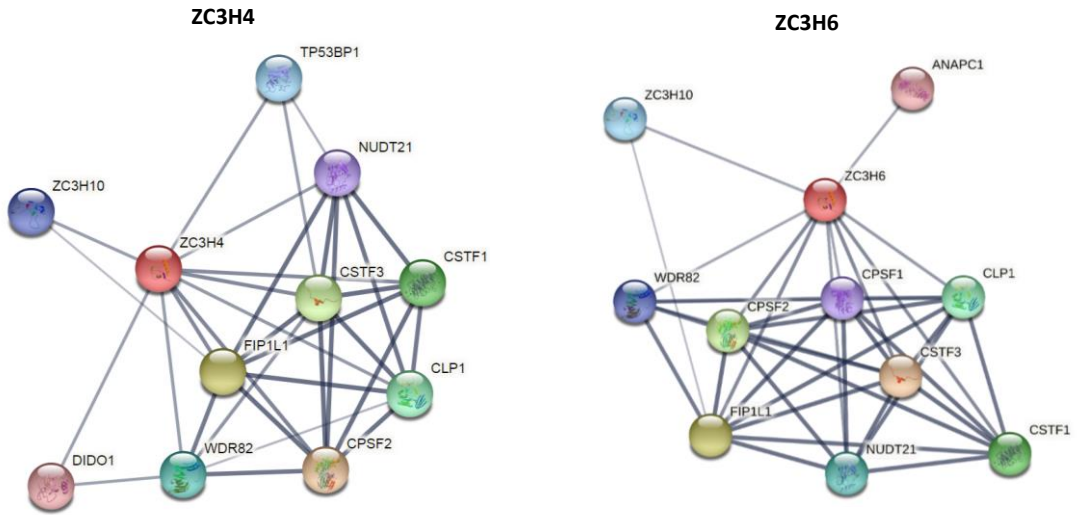 ZC3H4
TP53BP1
NUDT21
ZC3H10
ZC3H4
CSTF1
CSTF3
FIP1L1
CLP1
CPSF2
WDR82
DIDO1
ZC3H6
ANAPC1
ZC3H10
ZC3H6
WDR82
CPSF1
CLP1
CPSF2
CSTF3
FIP1L1
CSTF1
NUDT21